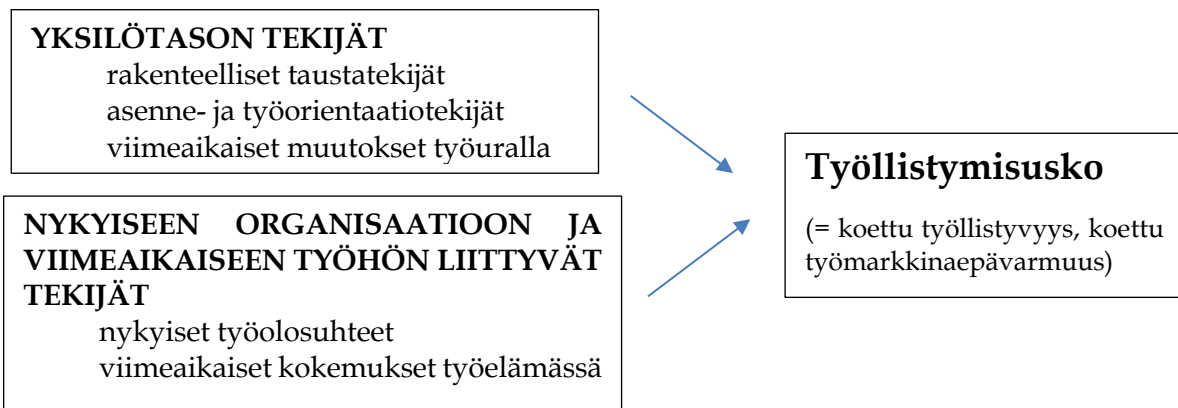 YKSILÖTASON TEKIJÄT
rakenteelliset taustatekijät
asenne- ja työorientaatiotekijät
viimeaikaiset muutokset työuralla
NYKYISEEN ORGANISAATIOON JA
VIIMEAIKAISEEN TYÖHÖN LIITTYVÄT
TEKIJÄT
nykyiset työolosuhteet
viimeaikaiset kokemukset työelämässä
Työllistymisusko
(= koettu työllistyvyys, koettu
työmarkkinaepävarmuus)